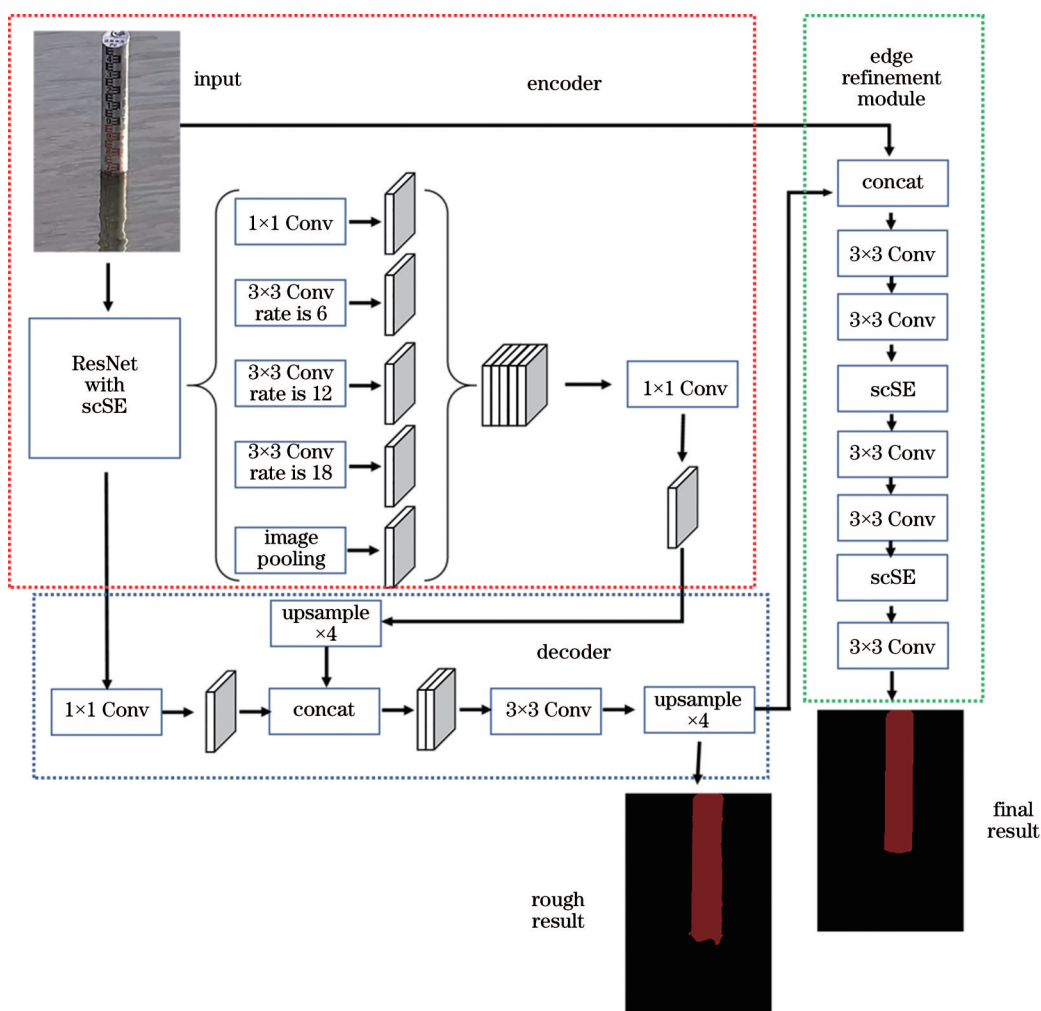 input
encoder
edge
refinement
module
concat
1×1 Conv
3×3 Conv
3×3 Conv
rate is 6
3×3 Conv
ResNet
with
scSE
3×3 Conv
rate is 12
1×1 Conv
scSE
3×3 Conv
3×3 Conv
rate is 18
3×3 Conv
image
pooling
scSE
upsample
×4
decoder
3×3 Conv
1×1 Conv
concat
3×3 Conv
upsample
×4
final
result
rough
result